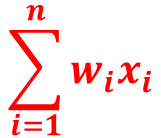 n
∑ wᵢxᵢ
i=1